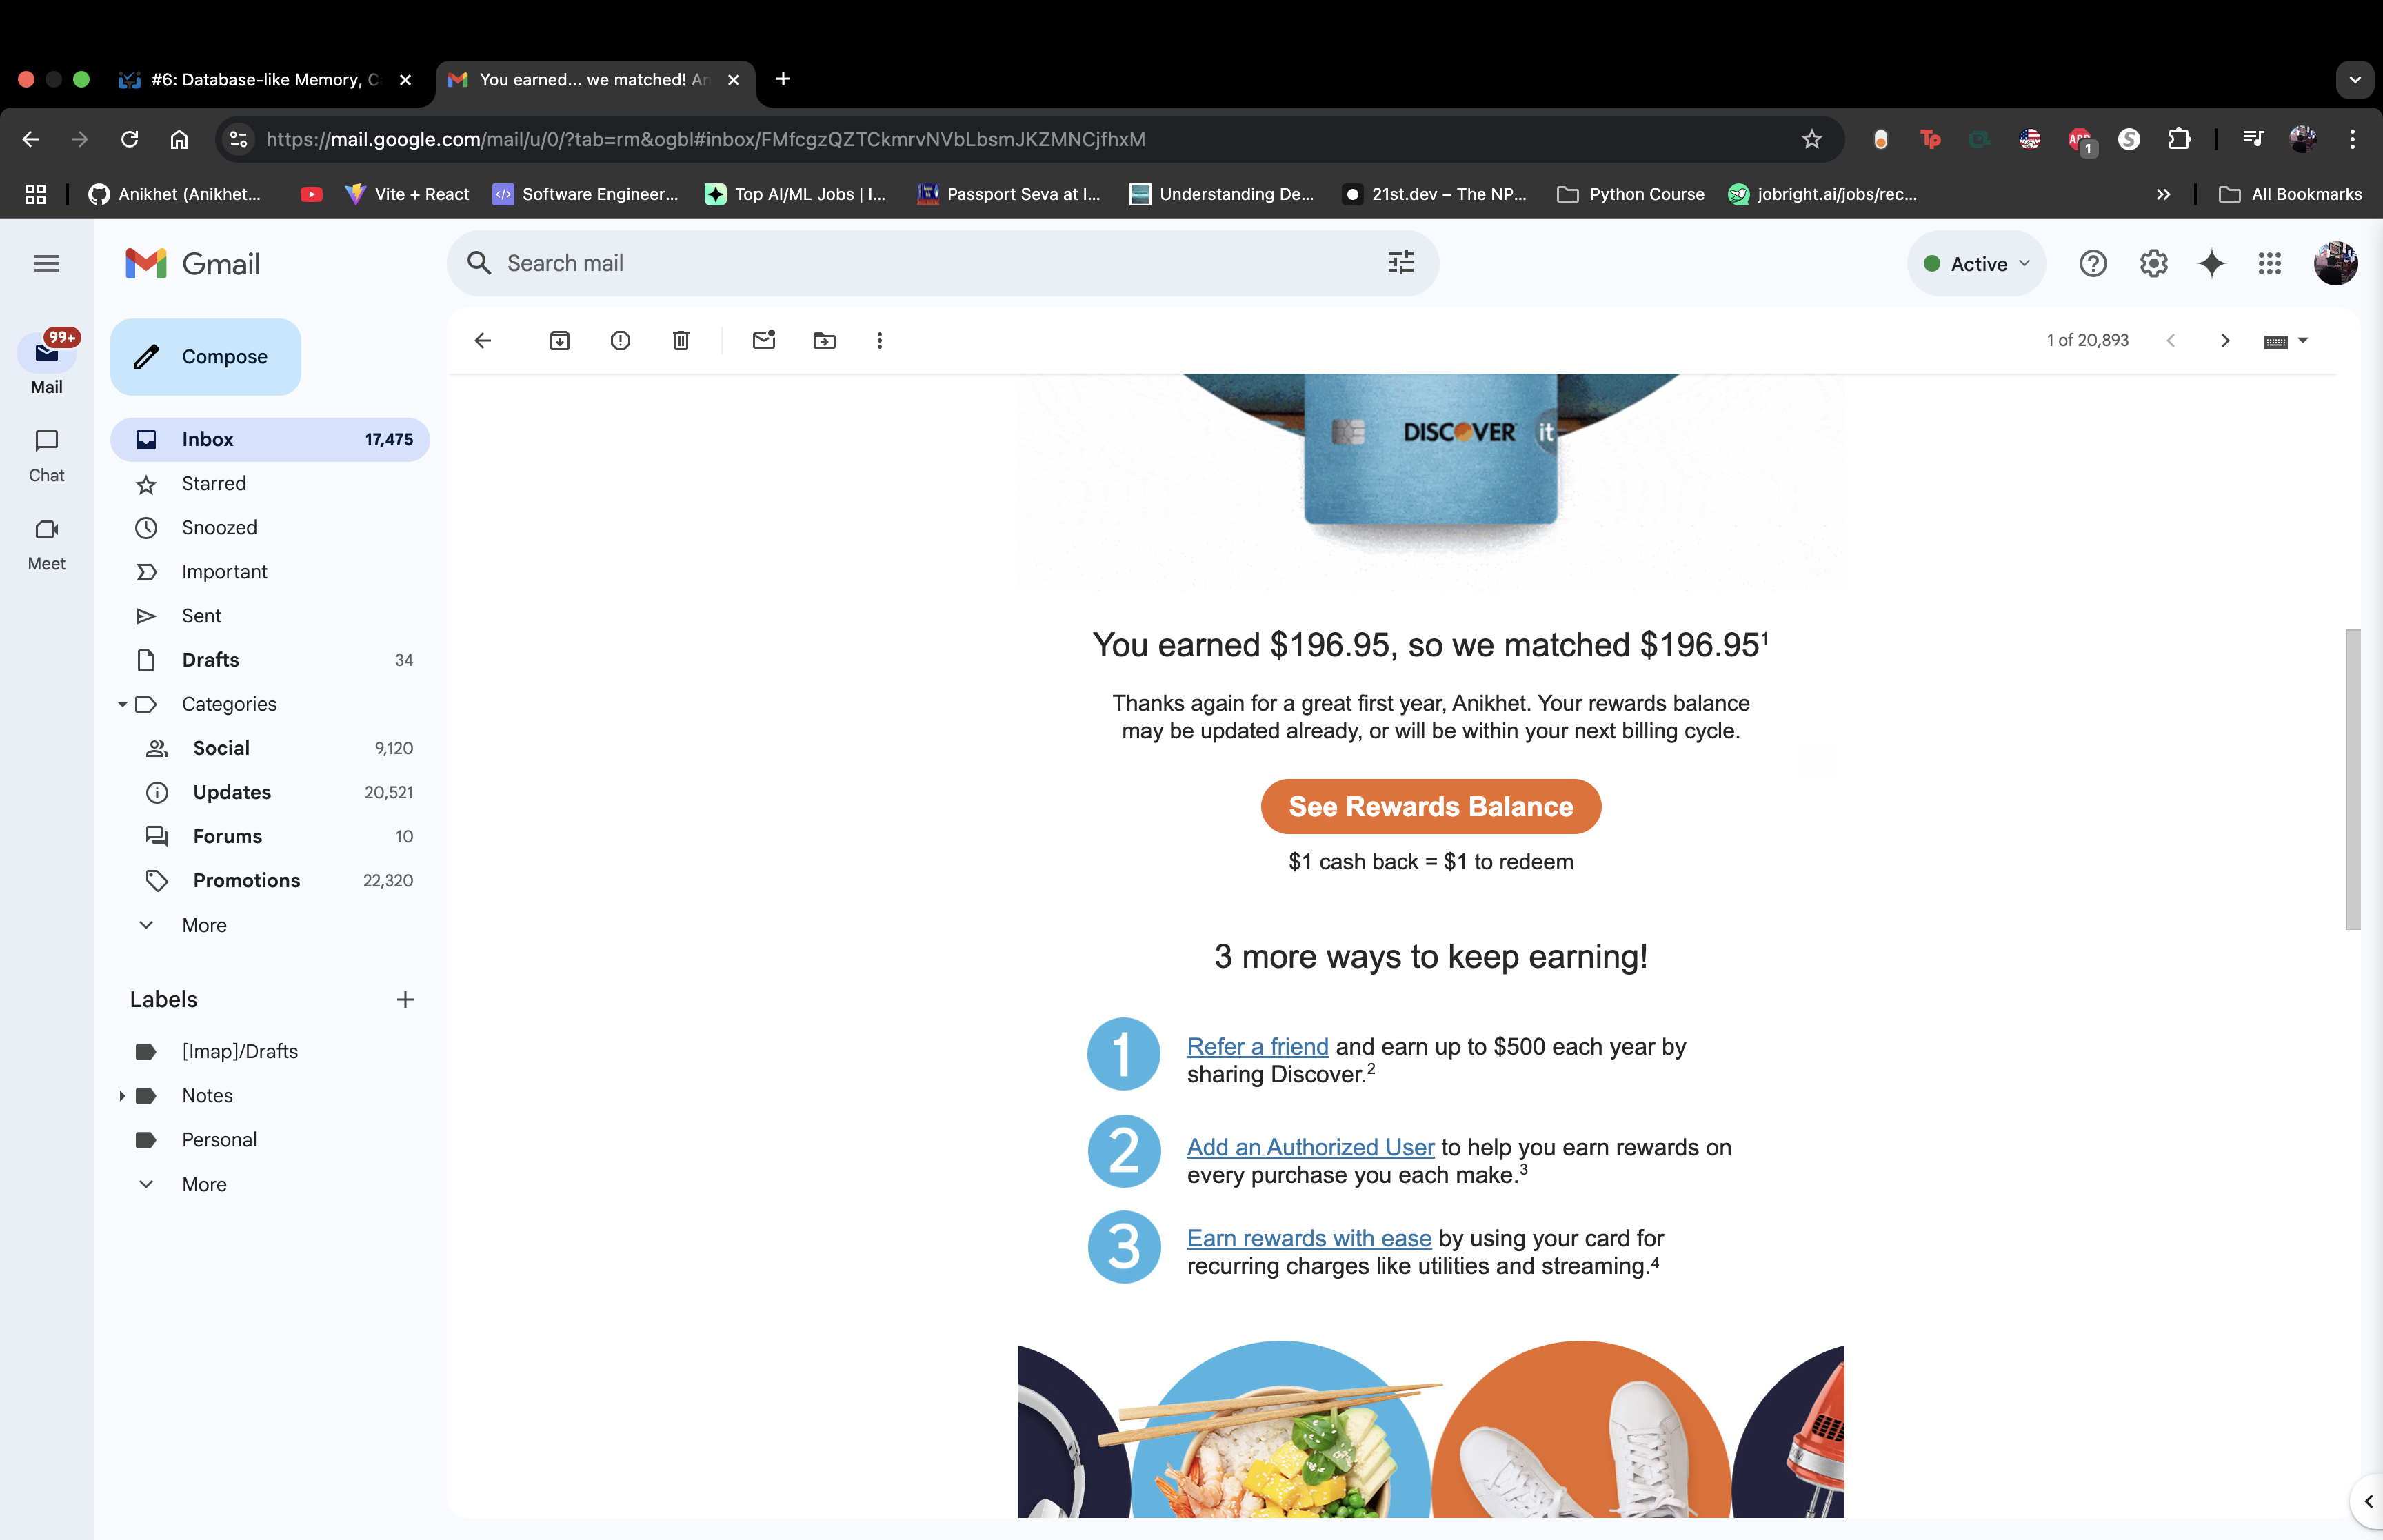 #6: Database-like Memory, C
You earned... we matched! An
https://mail.google.com/mail/u/0/?tab=rm&ogbl#inbox/FMfcgzQZTCkmrvNVbLbsmJKZMNCjfhxM
ABP
1
Anikhet (Anikhet...
Vite + React
Software Engineer...
Top AI/ML Jobs | I...
Passport Seva at I...
Understanding De...
21st.dev – The NP...
Python Course
jobright.ai/jobs/rec...
All Bookmarks
Gmail
Search mail
Active
99+
Mail
Chat
Meet
Compose
Inbox 17,475
Starred
Snoozed
Important
Sent
Drafts 34
Categories
Social 9,120
Updates 20,521
Forums 10
Promotions 22,320
More
Labels
[Imap]/Drafts
Notes
Personal
More
1 of 20,893
DISCOVER it
You earned $196.95, so we matched $196.95¹
Thanks again for a great first year, Anikhet. Your rewards balance
may be updated already, or will be within your next billing cycle.
See Rewards Balance
$1 cash back = $1 to redeem
3 more ways to keep earning!
1
Refer a friend and earn up to $500 each year by
sharing Discover.²
2
Add an Authorized User to help you earn rewards on
every purchase you each make.³
3
Earn rewards with ease by using your card for
recurring charges like utilities and streaming.⁴